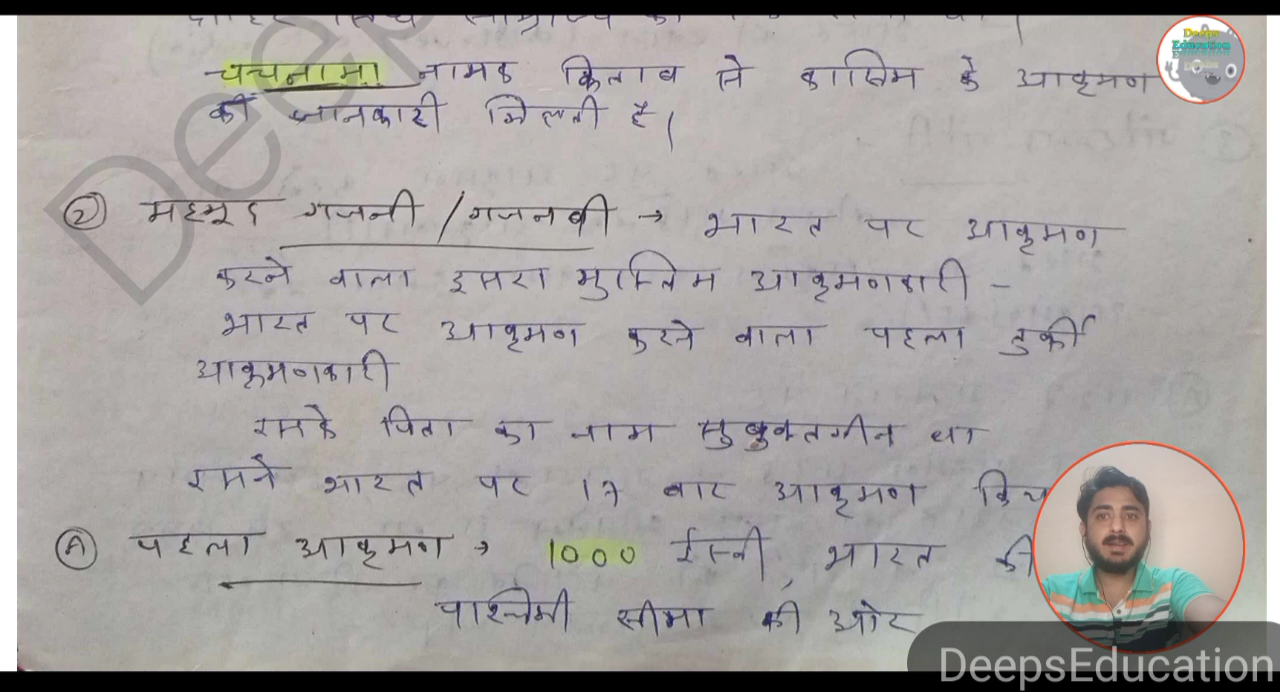 चचनामा नामक किताब से कासिम के आक्रमण
की जानकारी मिलती है।
② महमूद गजनी / गजनवी → भारत पर आक्रमण
करने वाला दूसरा मुस्लिम आक्रमणकारी -
भारत पर आक्रमण करने वाला पहला तुर्की
आक्रमणकारी
इसके पिता का नाम सुबुक्तगीन था
इसने भारत पर 17 बार आक्रमण
Ⓐ पहला आक्रमण → 1000 ईस्वी, भारत की
पश्चिमी सीमा की ओर
Deeps
Education
DeepsEducation